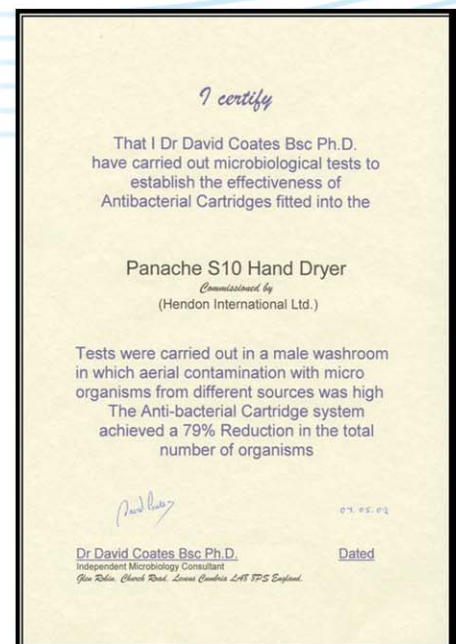 I certify
That I Dr David Coates Bsc Ph.D.
have carried out microbiological tests to
establish the effectiveness of
Antibacterial Cartridges fitted into the
Panache S10 Hand Dryer
Commissioned by
(Hendon International Ltd.)
Tests were carried out in a male washroom
in which aerial contamination with micro
organisms from different sources was high
The Anti-bacterial Cartridge system
achieved a 79% Reduction in the total
number of organisms
David Coates
Dr David Coates Bsc Ph.D.
Dated
Independent Microbiology Consultant
Glen Robin, Church Road, Levens Cumbria LA8 8PS England.